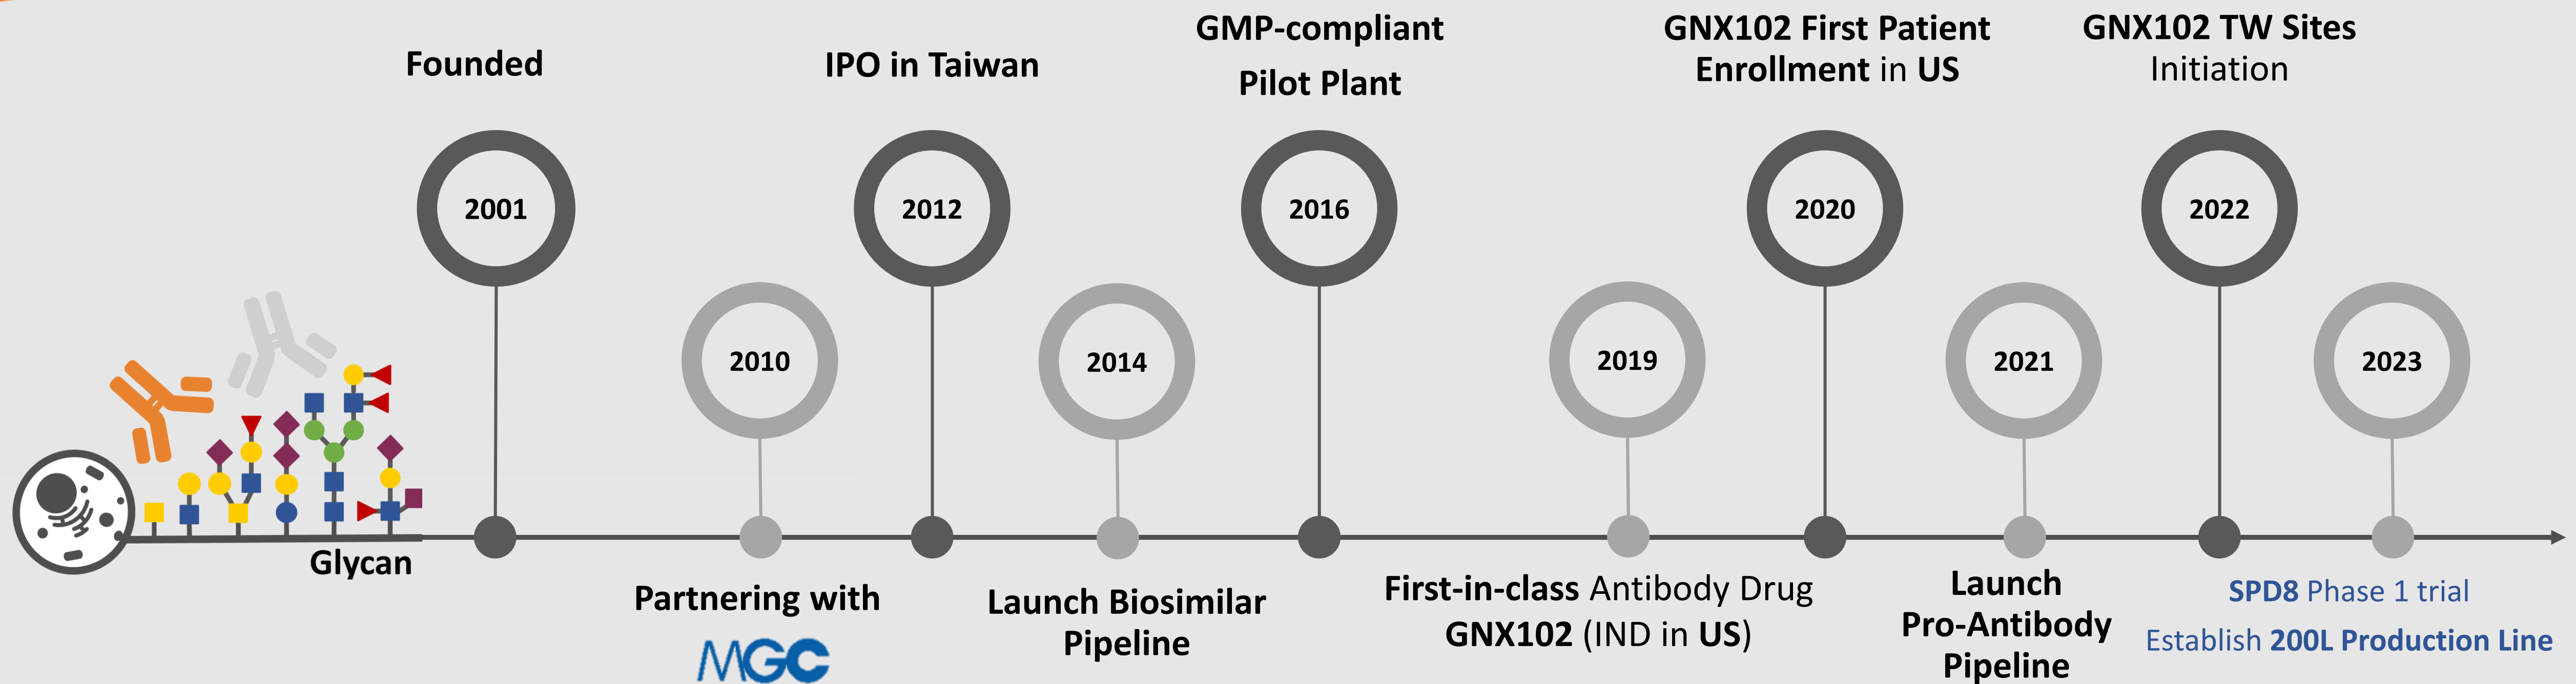 Founded
2001
Partnering with
MGC
2010
IPO in Taiwan
2012
Launch Biosimilar
Pipeline
2014
GMP-compliant
Pilot Plant
2016
First-in-class Antibody Drug
GNX102 (IND in US)
2019
GNX102 First Patient
Enrollment in US
2020
Launch
Pro-Antibody
Pipeline
2021
GNX102 TW Sites
Initiation
2022
2023
SPD8 Phase 1 trial
Establish 200L Production Line
Glycan